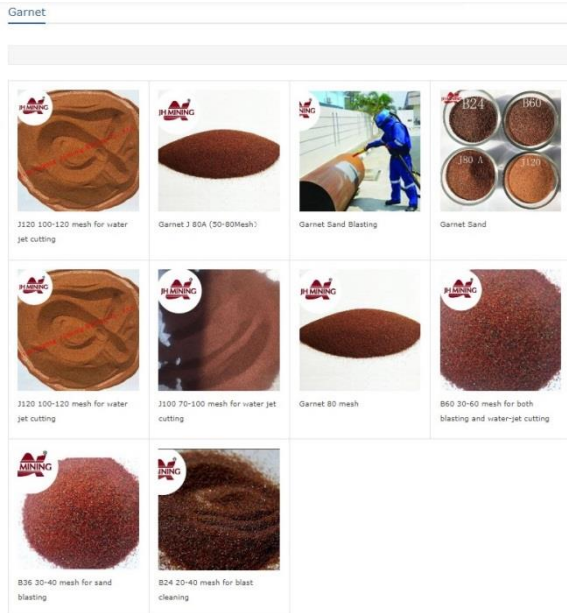 Garnet
JH MINING
JH MINING
JH MINING
B24 B60
J80 A J120
J120 100-120 mesh for water
jet cutting
Garnet J 80A (50-80Mesh)
Garnet Sand Blasting
Garnet Sand
JH MINING
JH MINING
JH MINING
JH MINING
J120 100-120 mesh for water
jet cutting
J100 70-100 mesh for water jet
cutting
Garnet 80 mesh
B60 30-60 mesh for both
blasting and water-jet cutting
MINING
MINING
B36 30-40 mesh for sand
blasting
B24 20-40 mesh for blast
cleaning